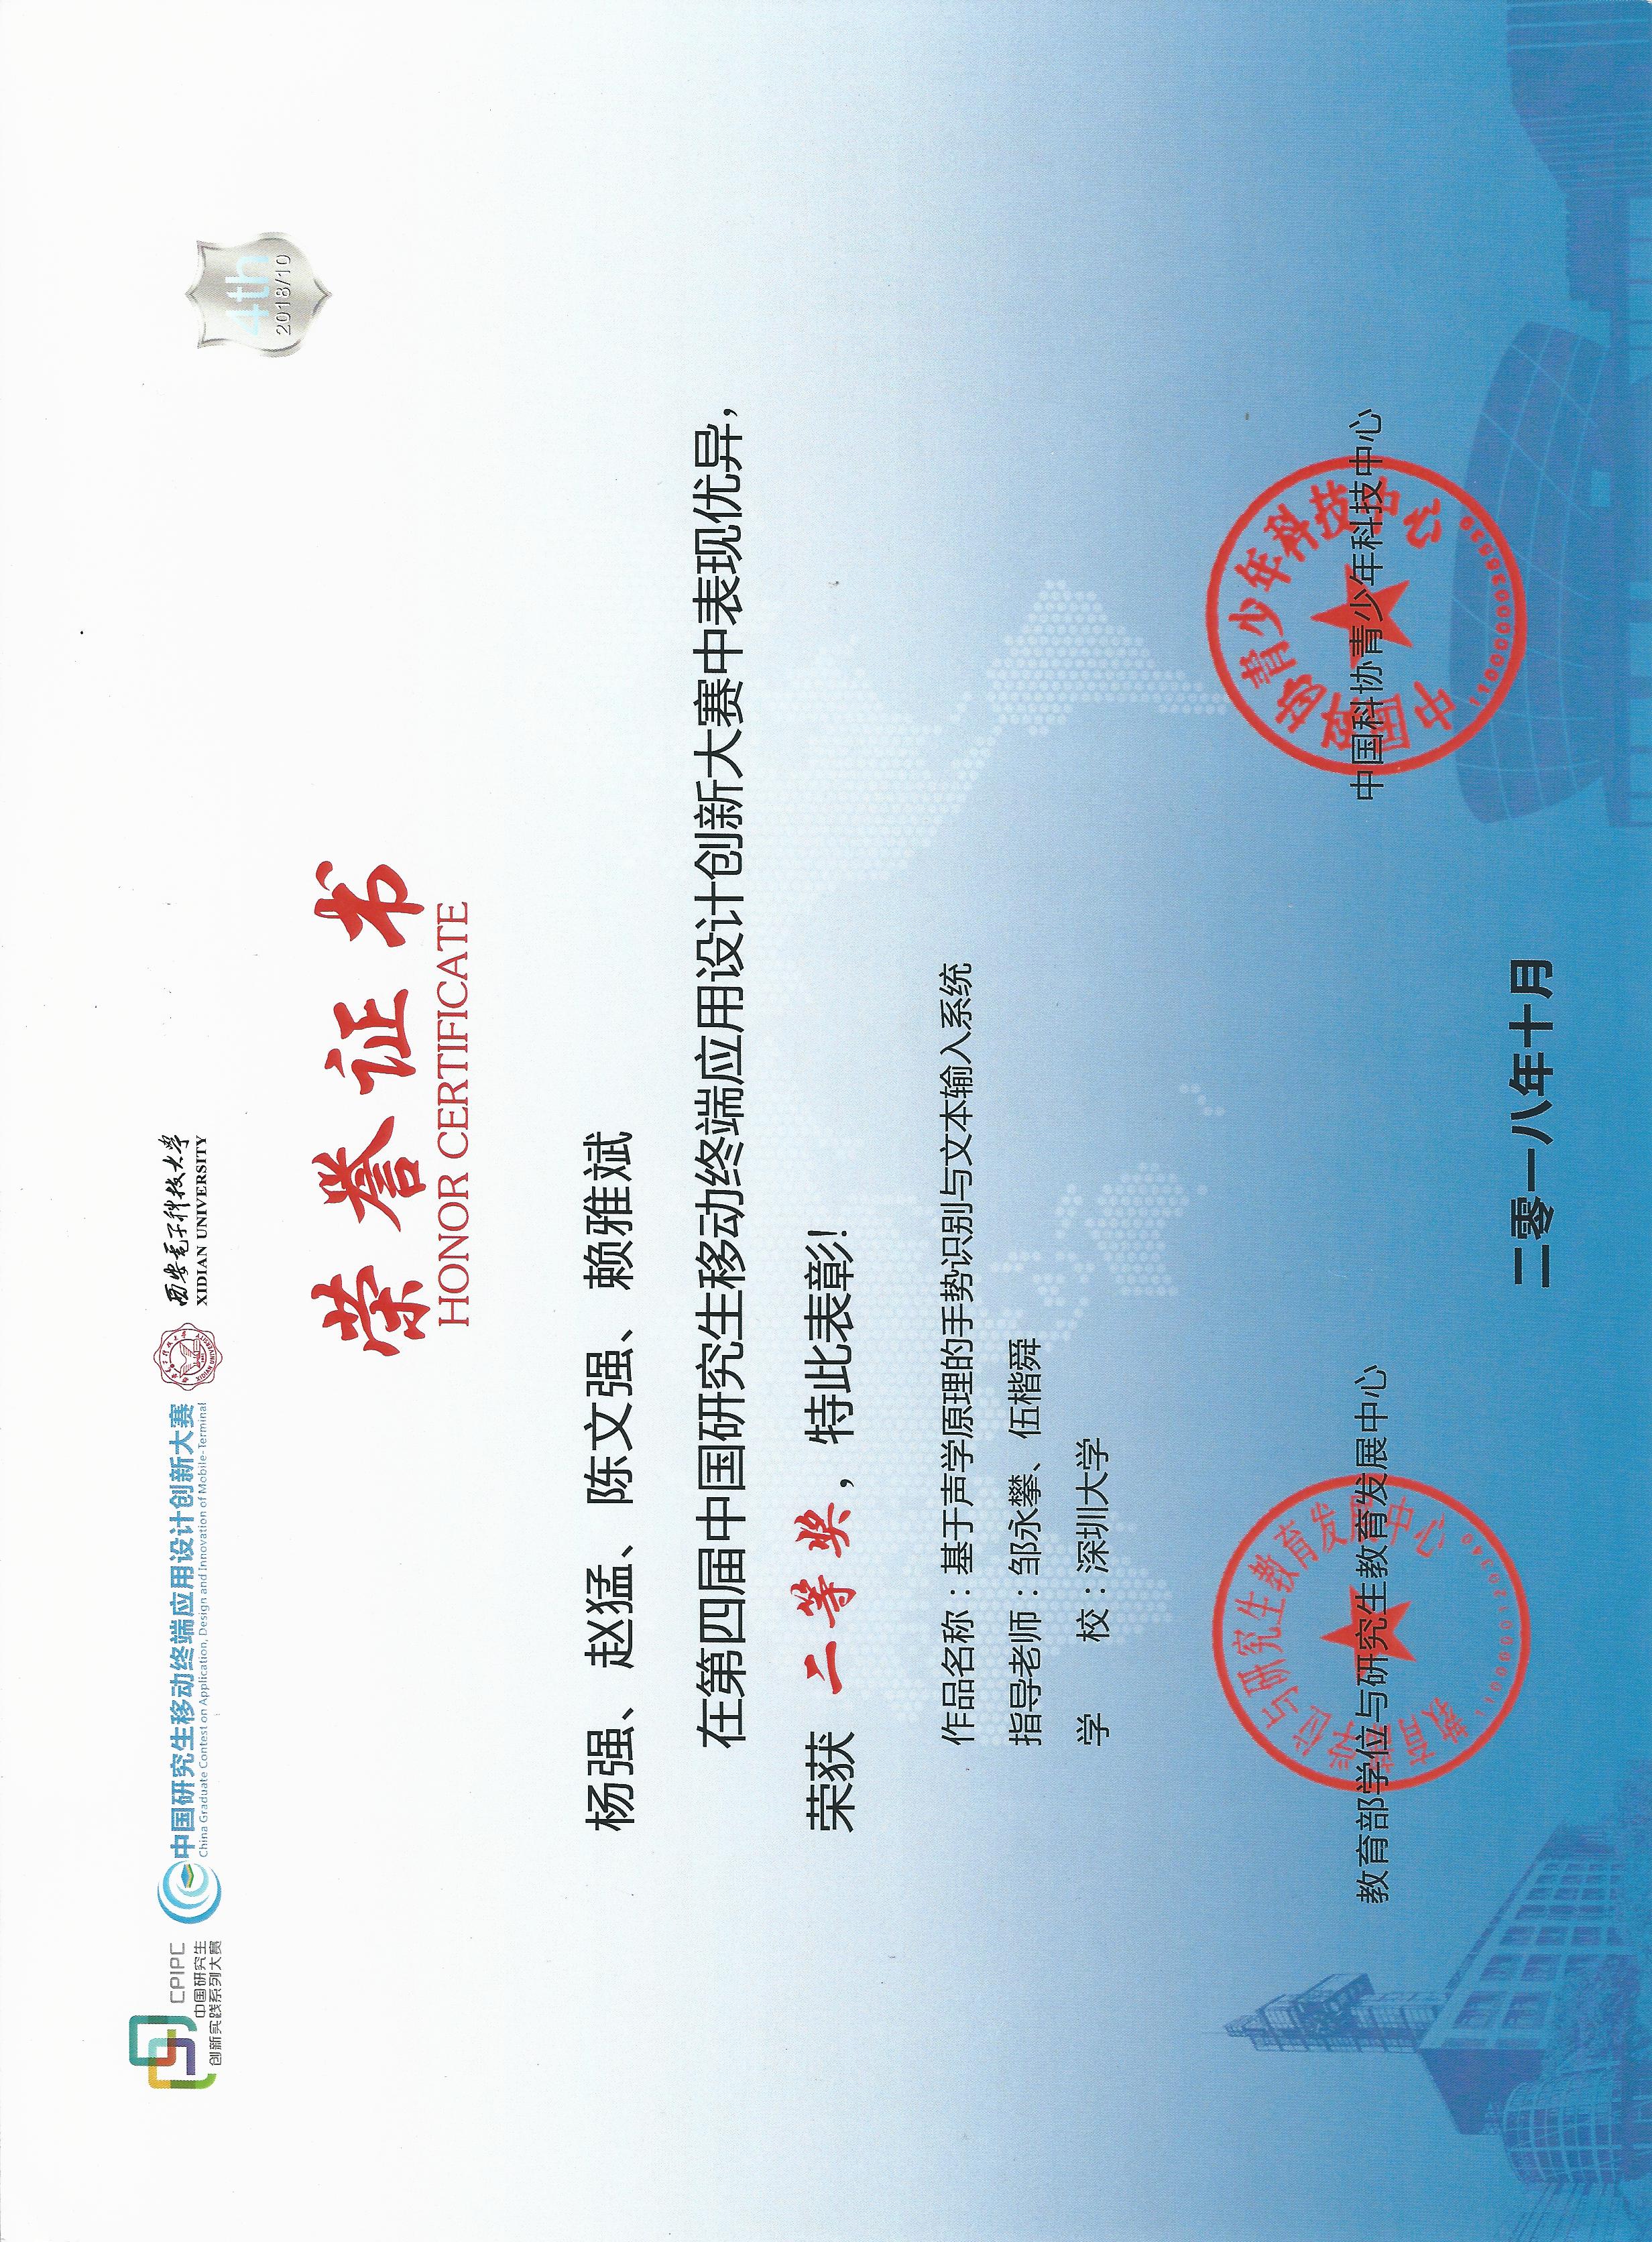 CPIPC
中国研究生
创新实践系列大赛
中国研究生移动终端应用设计创新大赛
China Graduate Contest on Application, Design and Innovation of Mobile-Terminal
西安电子科技大学
XIDIAN UNIVERSITY
4th
2018/10
荣誉证书
HONOR CERTIFICATE
杨强、赵猛、陈文强、赖雅斌
在第四届中国研究生移动终端应用设计创新大赛中表现优异，
荣获 二等奖，特此表彰!
作品名称：基于声学原理的手势识别与文本输入系统
指导老师：邹永攀、伍楷舜
学 校：深圳大学
教育部学位与研究生教育发展中心
教育部学位与研究生教育发展中心
中国科协青少年科技中心
中国科协青少年科技中心
二零一八年十月